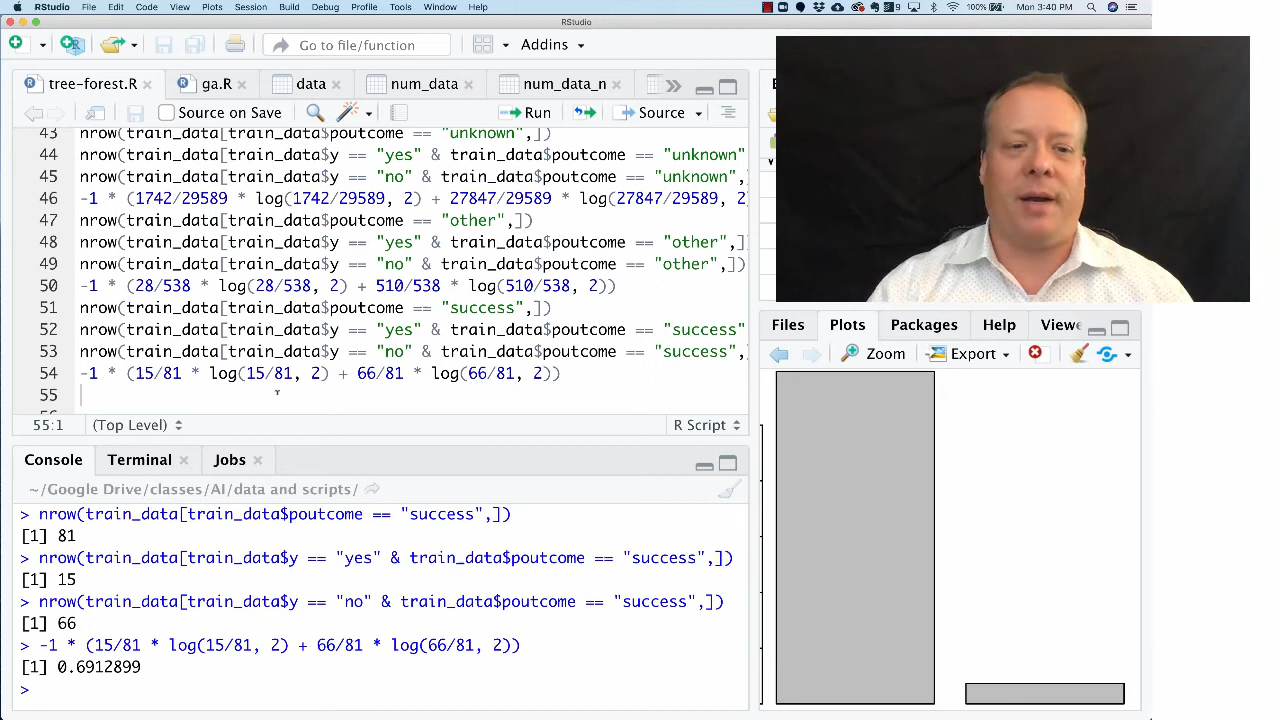 RStudio File Edit Code View Plots Session Build Debug Profile Tools Window Help 9 100% Mon 3:40 PM
RStudio
Go to file/function Addins
tree-forest.R ga.R data num_data num_data_n
Source on Save Run Source
43 nrow(train_data[train_data$poutcome == "unknown",])
44 nrow(train_data[train_data$y == "yes" & train_data$poutcome == "unknown"
45 nrow(train_data[train_data$y == "no" & train_data$poutcome == "unknown",
46 -1 * (1742/29589 * log(1742/29589, 2) + 27847/29589 * log(27847/29589, 2)
47 nrow(train_data[train_data$poutcome == "other",])
48 nrow(train_data[train_data$y == "yes" & train_data$poutcome == "other",]
49 nrow(train_data[train_data$y == "no" & train_data$poutcome == "other",])
50 -1 * (28/538 * log(28/538, 2) + 510/538 * log(510/538, 2))
51 nrow(train_data[train_data$poutcome == "success",])
52 nrow(train_data[train_data$y == "yes" & train_data$poutcome == "success"
53 nrow(train_data[train_data$y == "no" & train_data$poutcome == "success",
54 -1 * (15/81 * log(15/81, 2) + 66/81 * log(66/81, 2))
55
55:1 (Top Level) R Script
Console Terminal Jobs
~/Google Drive/classes/AI/data and scripts/
> nrow(train_data[train_data$poutcome == "success",])
[1] 81
> nrow(train_data[train_data$y == "yes" & train_data$poutcome == "success",])
[1] 15
> nrow(train_data[train_data$y == "no" & train_data$poutcome == "success",])
[1] 66
> -1 * (15/81 * log(15/81, 2) + 66/81 * log(66/81, 2))
[1] 0.6912899
>
Files Plots Packages Help Viewe
Zoom Export